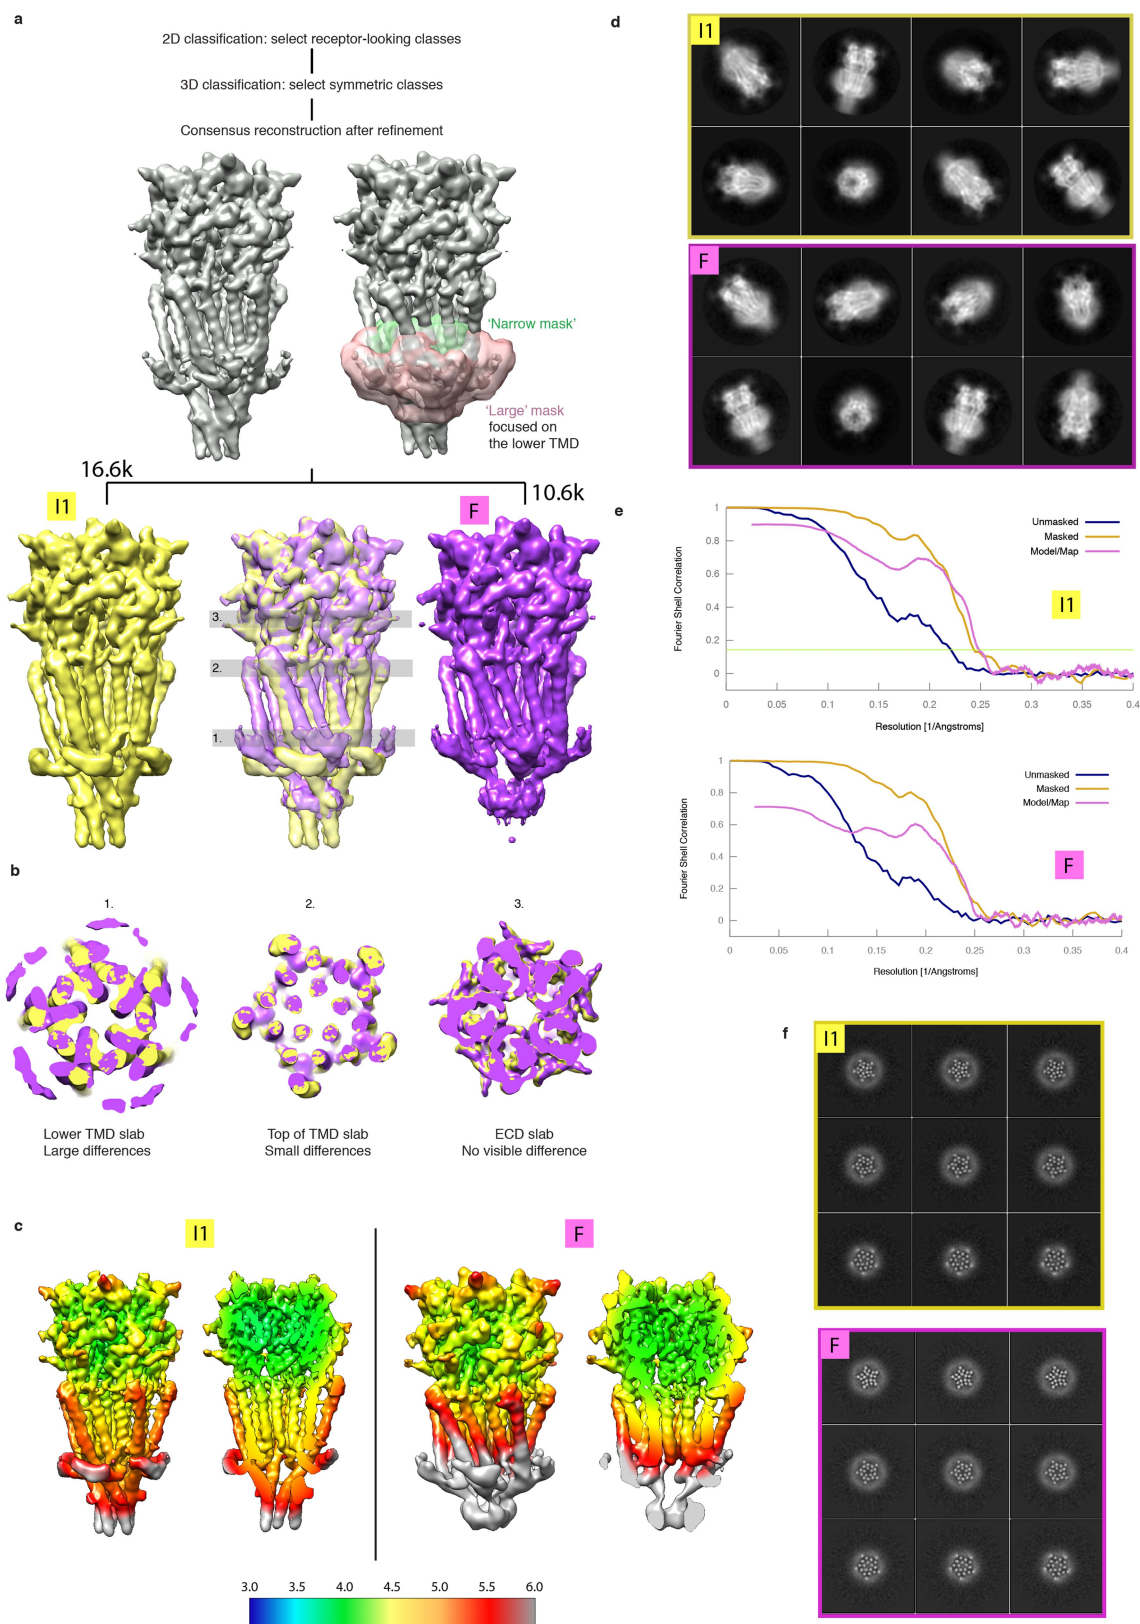 a
2D classification: select receptor-looking classes
3D classification: select symmetric classes
Consensus reconstruction after refinement
'Narrow mask'
'Large' mask
focused on
the lower TMD
16.6k
10.6k
I1
F
3.
2.
1.
b
1.
2.
3.
Lower TMD slab
Large differences
Top of TMD slab
Small differences
ECD slab
No visible difference
c
I1
F
3.0 3.5 4.0 4.5 5.0 5.5 6.0
d
I1
F
e
Fourier Shell Correlation
1
0.8
0.6
0.4
0.2
0
Unmasked
Masked
Model/Map
I1
0 0.05 0.1 0.15 0.2 0.25 0.3 0.35 0.4
Resolution [1/Angstroms]
Fourier Shell Correlation
1
0.8
0.6
0.4
0.2
0
Unmasked
Masked
Model/Map
F
0 0.05 0.1 0.15 0.2 0.25 0.3 0.35 0.4
Resolution [1/Angstroms]
f
I1
F